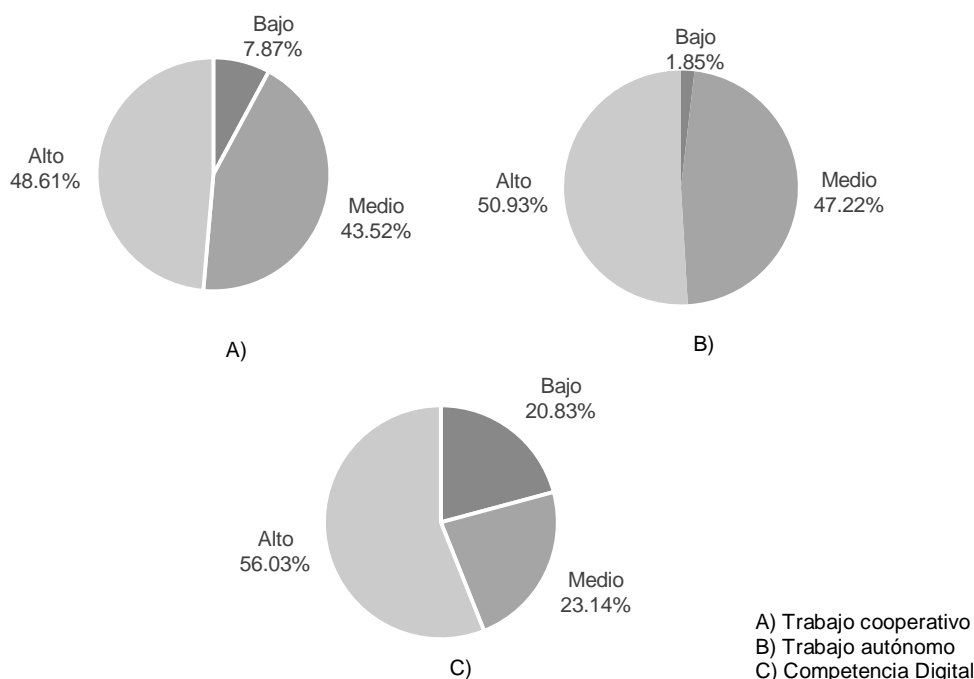 Bajo
7.87%
Alto
48.61%
Medio
43.52%
A)
Bajo
1.85%
Alto
50.93%
Medio
47.22%
B)
Bajo
20.83%
Alto
56.03%
Medio
23.14%
C)
A) Trabajo cooperativo
B) Trabajo autónomo
C) Competencia Digital